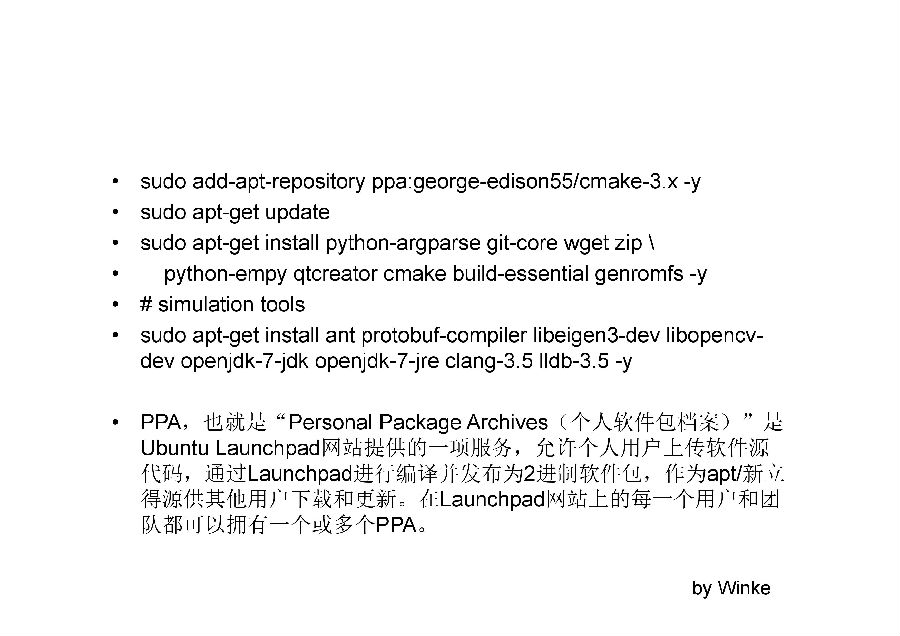 • sudo add-apt-repository ppa:george-edison55/cmake-3.x -y
• sudo apt-get update
• sudo apt-get install python-argparse git-core wget zip \
• python-empy qtcreator cmake build-essential genromfs -y
• # simulation tools
• sudo apt-get install ant protobuf-compiler libeigen3-dev libopencv-
dev openjdk-7-jdk openjdk-7-jre clang-3.5 lldb-3.5 -y
• PPA，也就是“Personal Package Archives（个人软件包档案）”是
Ubuntu Launchpad网站提供的一项服务，允许个人用户上传软件源
代码，通过Launchpad进行编译并发布为2进制软件包，作为apt/新立
得源供其他用户下载和更新。在Launchpad网站上的每一个用户和团
队都可以拥有一个或多个PPA。
by Winke